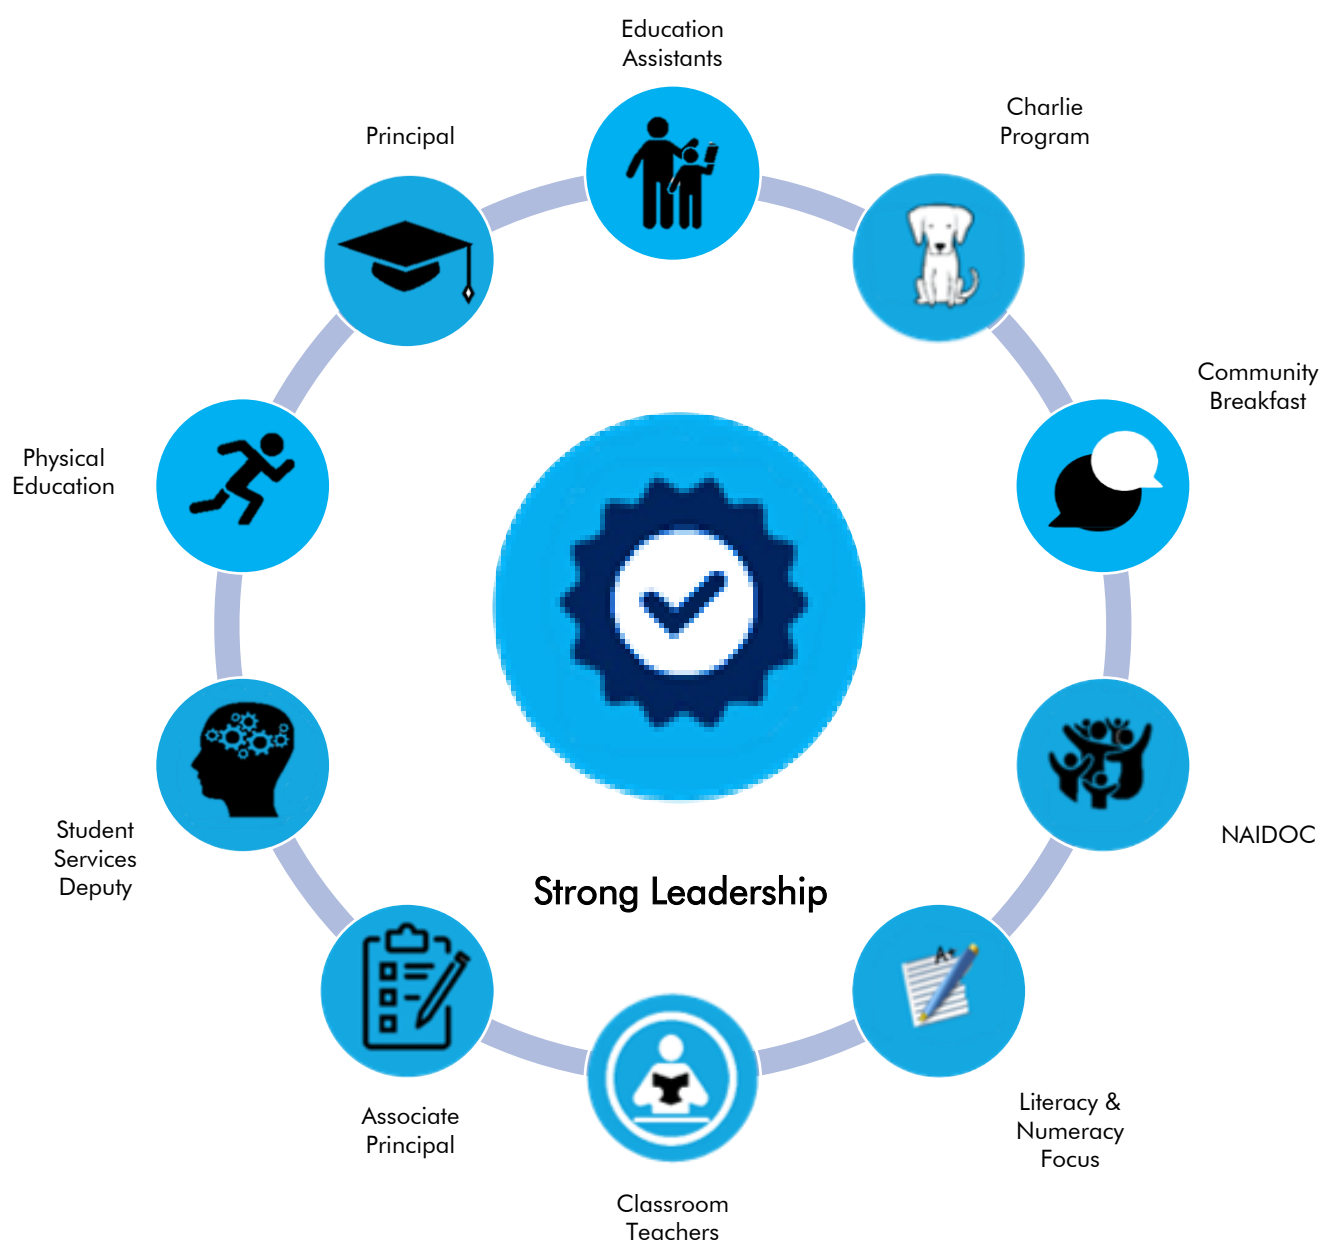 Education
Assistants
Charlie
Program
Principal
Community
Breakfast
Physical
Education
Student
Services
Deputy
NAIDOC
Strong Leadership
A+
Associate
Principal
Literacy &
Numeracy
Focus
Classroom
Teachers